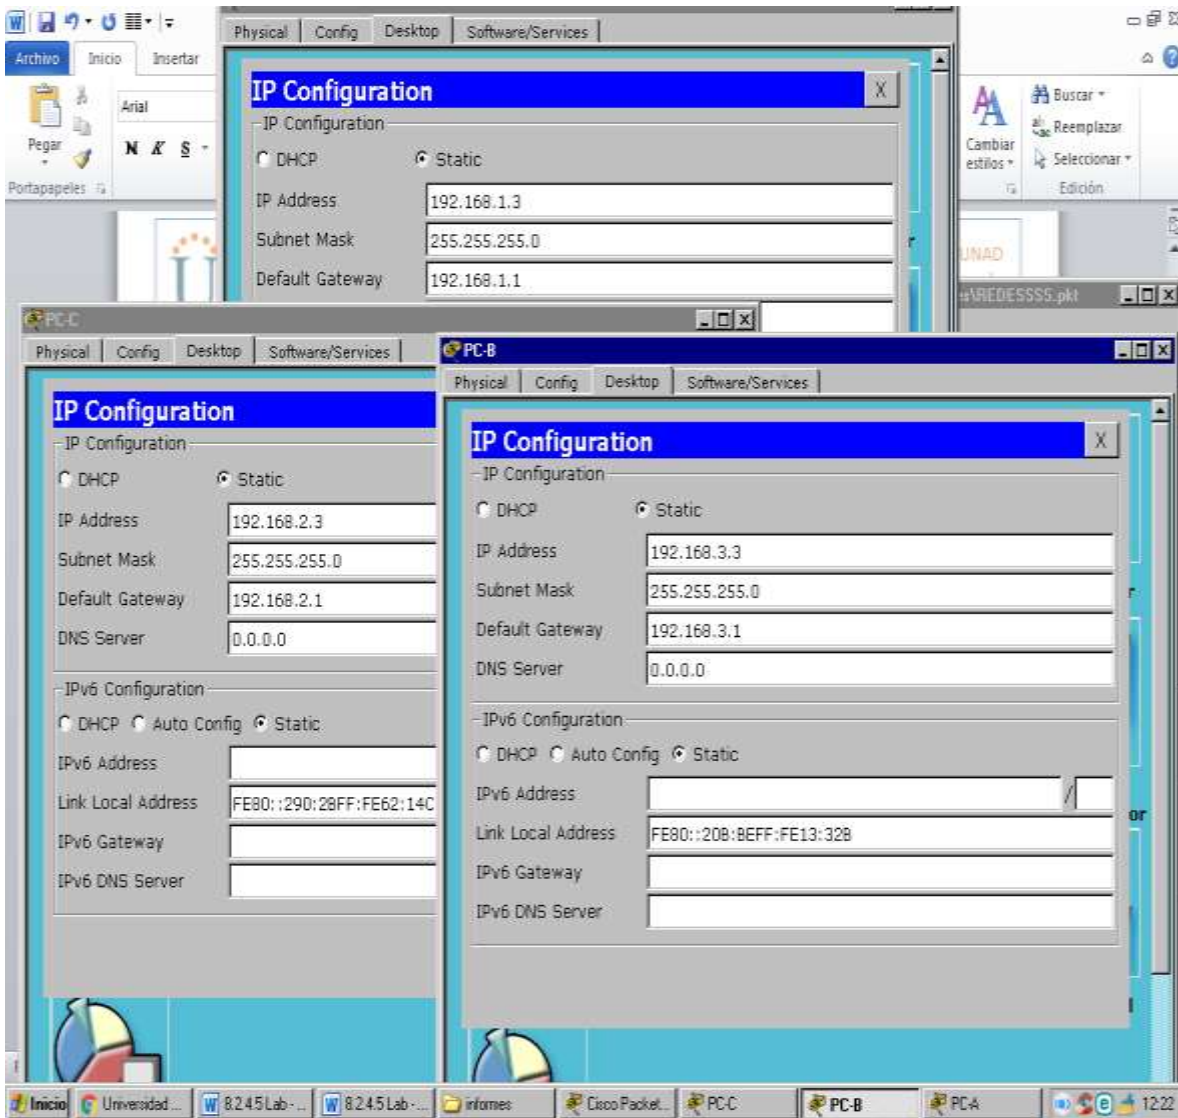 Physical Config Desktop Software/Services
Archivo Inicio Insertar
IP Configuration X
IP Configuration
Arial
Buscar
Pegar
N K S
DHCP Static
Cambiar estilos
Reemplazar
Seleccionar
Portapapeles
Edición
IP Address 192.168.1.3
Subnet Mask 255.255.255.0
Default Gateway 192.168.1.1
r
UNAD
\REDESSS5.pkt
PC-C
Physical Config Desktop Software/Services
IP Configuration
IP Configuration
DHCP Static
IP Address 192.168.2.3
Subnet Mask 255.255.255.0
Default Gateway 192.168.2.1
DNS Server 0.0.0.0
IPv6 Configuration
DHCP Auto Config Static
IPv6 Address
Link Local Address FE80::290:2BFF:FE62:14C
IPv6 Gateway
IPv6 DNS Server
PC-B
Physical Config Desktop Software/Services
IP Configuration X
IP Configuration
DHCP Static
IP Address 192.168.3.3
Subnet Mask 255.255.255.0
Default Gateway 192.168.3.1
DNS Server 0.0.0.0
IPv6 Configuration
DHCP Auto Config Static
IPv6 Address /
Link Local Address FE80::20B:BEFF:FE13:32B
IPv6 Gateway
IPv6 DNS Server
r
or
Inicio Universidad ... 8.2.4.5 Lab -... 8.2.4.5 Lab -... informes Cisco Packet... PC-C PC-B PC-A 12:22